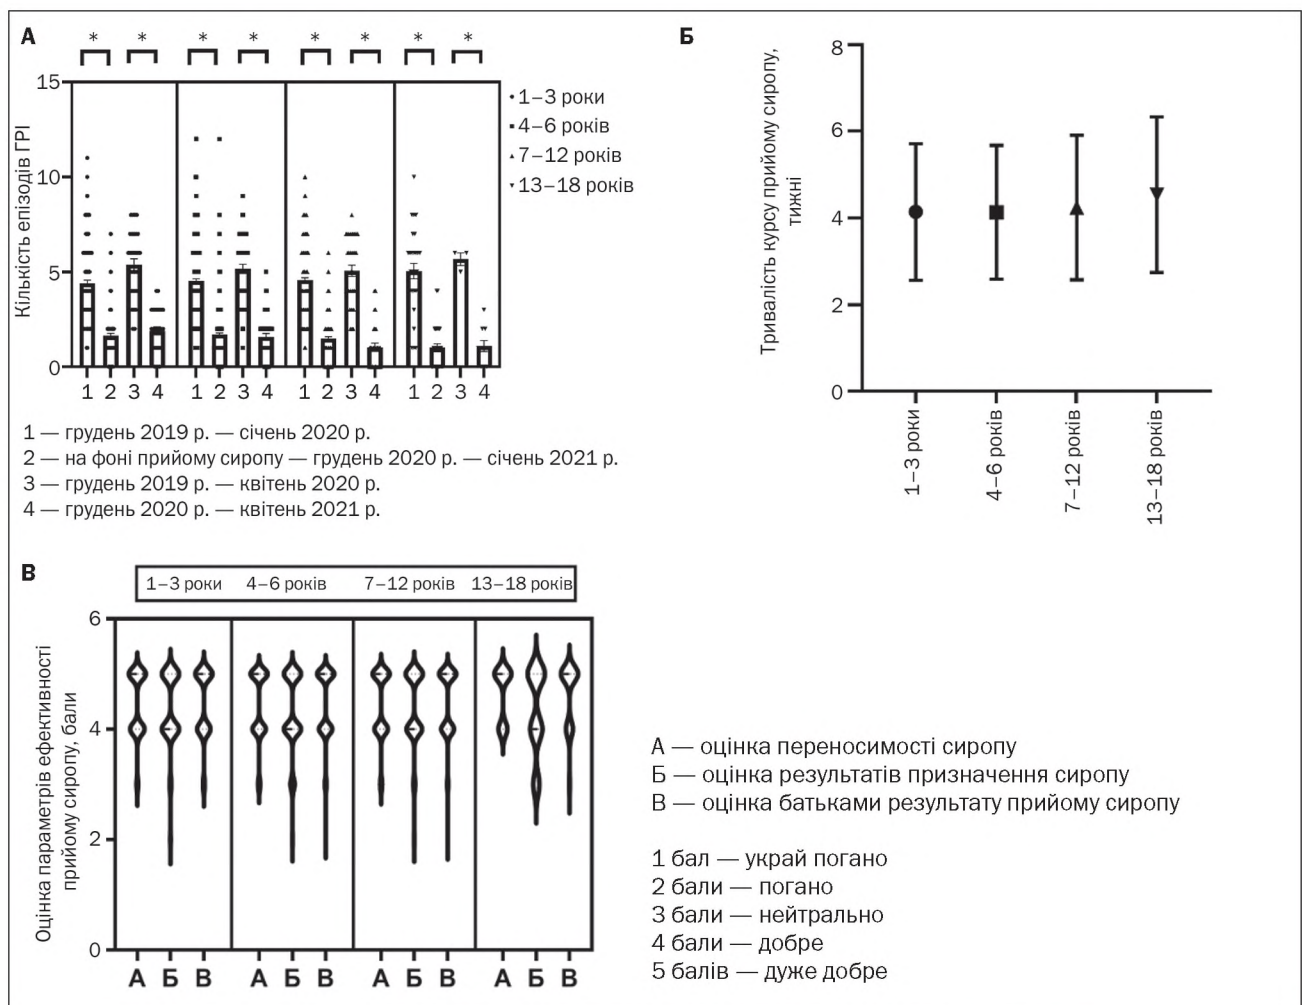 А
* * * * * * * *
Кількість епізодів ГРІ
15
10
5
0
1 2 3 4 1 2 3 4 1 2 3 4 1 2 3 4
1–3 роки
4–6 років
7–12 років
13–18 років
1 — грудень 2019 р. — січень 2020 р.
2 — на фоні прийому сиропу — грудень 2020 р. — січень 2021 р.
3 — грудень 2019 р. — квітень 2020 р.
4 — грудень 2020 р. — квітень 2021 р.
Б
Тривалість курсу прийому сиропу,
тижні
8
6
4
2
0
1–3 роки
4–6 років
7–12 років
13–18 років
В
1–3 роки 4–6 років 7–12 років 13–18 років
Оцінка параметрів ефективності
прийому сиропу, бали
6
4
2
0
А Б В А Б В А Б В А Б В
А — оцінка переносимості сиропу
Б — оцінка результатів призначення сиропу
В — оцінка батьками результату прийому сиропу
1 бал — украй погано
2 бали — погано
3 бали — нейтрально
4 бали — добре
5 балів — дуже добре